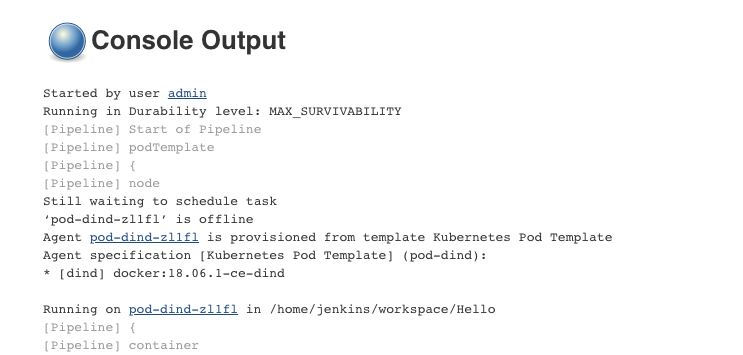 Console Output
Started by user admin
Running in Durability level: MAX_SURVIVABILITY
[Pipeline] Start of Pipeline
[Pipeline] podTemplate
[Pipeline] {
[Pipeline] node
Still waiting to schedule task
‘pod-dind-zl1fl’ is offline
Agent pod-dind-zl1fl is provisioned from template Kubernetes Pod Template
Agent specification [Kubernetes Pod Template] (pod-dind):
* [dind] docker:18.06.1-ce-dind
Running on pod-dind-zl1fl in /home/jenkins/workspace/Hello
[Pipeline] {
[Pipeline] container